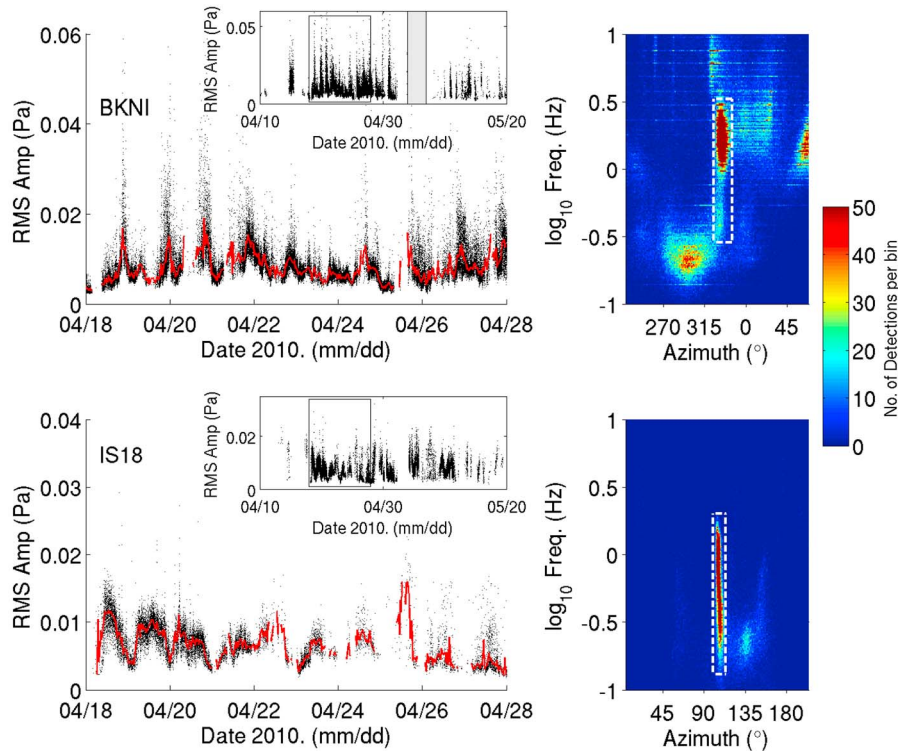 0.06
0.04
0.02
0
RMS Amp (Pa)
BKNI
04/18 04/20 04/22 04/24 04/26 04/28
Date 2010. (mm/dd)
0.05
0
RMS Amp (Pa)
04/10 04/30 05/20
Date 2010. (mm/dd)
1
0.5
0
-0.5
-1
log10 Freq. (Hz)
270 315 0 45
Azimuth (°)
50
40
30
20
10
0
No. of Detections per bin
0.04
0.03
0.02
0.01
0
RMS Amp (Pa)
IS18
04/18 04/20 04/22 04/24 04/26 04/28
Date 2010. (mm/dd)
0.02
0
RMS Amp (Pa)
04/10 04/30 05/20
Date 2010. (mm/dd)
1
0.5
0
-0.5
-1
log10 Freq. (Hz)
45 90 135 180
Azimuth (°)